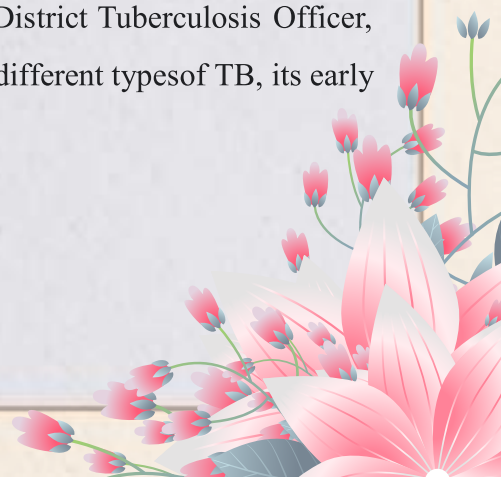 District Tuberculosis Officer,
different typesof TB, its early